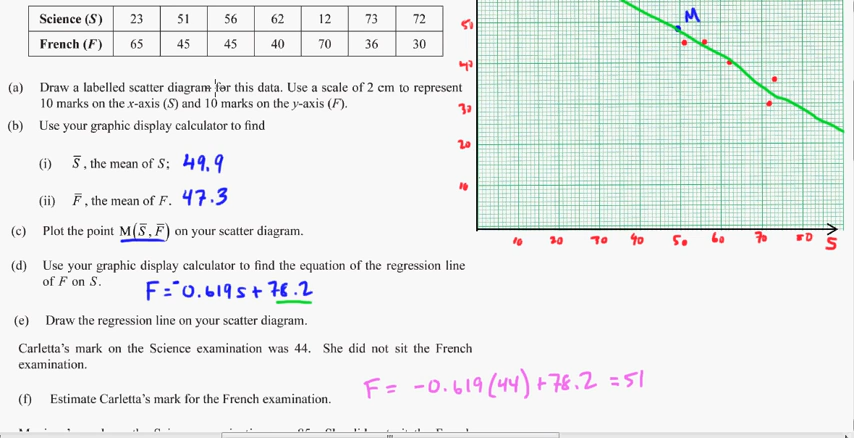 Science (S) 23 51 56 62 12 73 72
French (F) 65 45 45 40 70 36 30
(a) Draw a labelled scatter diagram for this data. Use a scale of 2 cm to represent
10 marks on the x-axis (S) and 10 marks on the y-axis (F).
(b) Use your graphic display calculator to find
(i) S̅, the mean of S; 49.9
(ii) F̅, the mean of F. 47.3
(c) Plot the point M(S̅, F̅) on your scatter diagram.
(d) Use your graphic display calculator to find the equation of the regression line
of F on S.
F = -0.619s + 78.2
(e) Draw the regression line on your scatter diagram.
Carletta's mark on the Science examination was 44. She did not sit the French
examination.
(f) Estimate Carletta's mark for the French examination.
F = -0.619(44) + 78.2 = 51
M
50
40
30
20
10
10 20 30 40 50 60 70 80 S